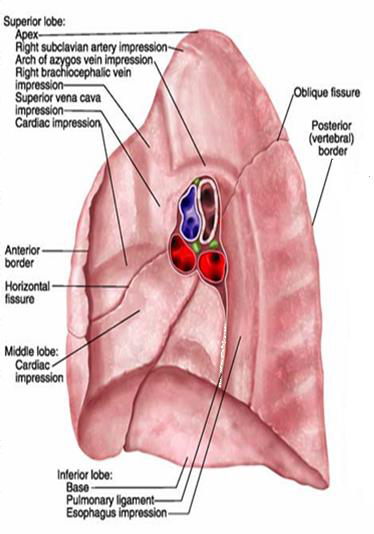 Superior lobe:
Apex
Right subclavian artery impression
Arch of azygos vein impression
Right brachiocephalic vein
impression
Superior vena cava
impression
Cardiac impression
Oblique fissure
Posterior
(vertebral)
border
Anterior
border
Horizontal
fissure
Middle lobe:
Cardiac
impression
Inferior lobe:
Base
Pulmonary ligament
Esophagus impression